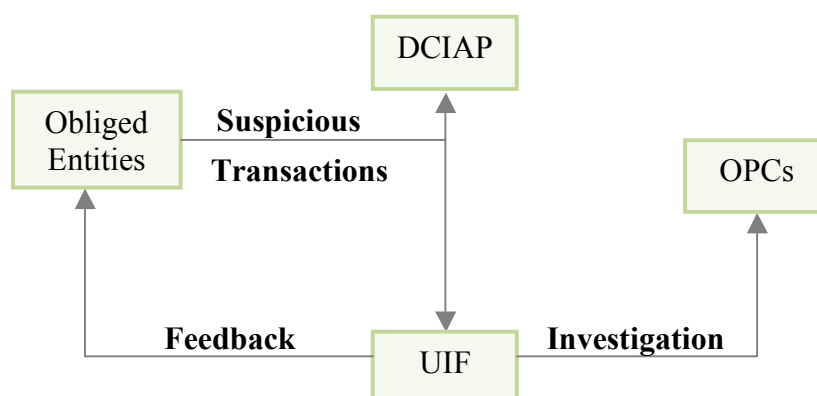 DCIAP
Obliged
Entities
Suspicious
Transactions
OPCs
Feedback
UIF
Investigation